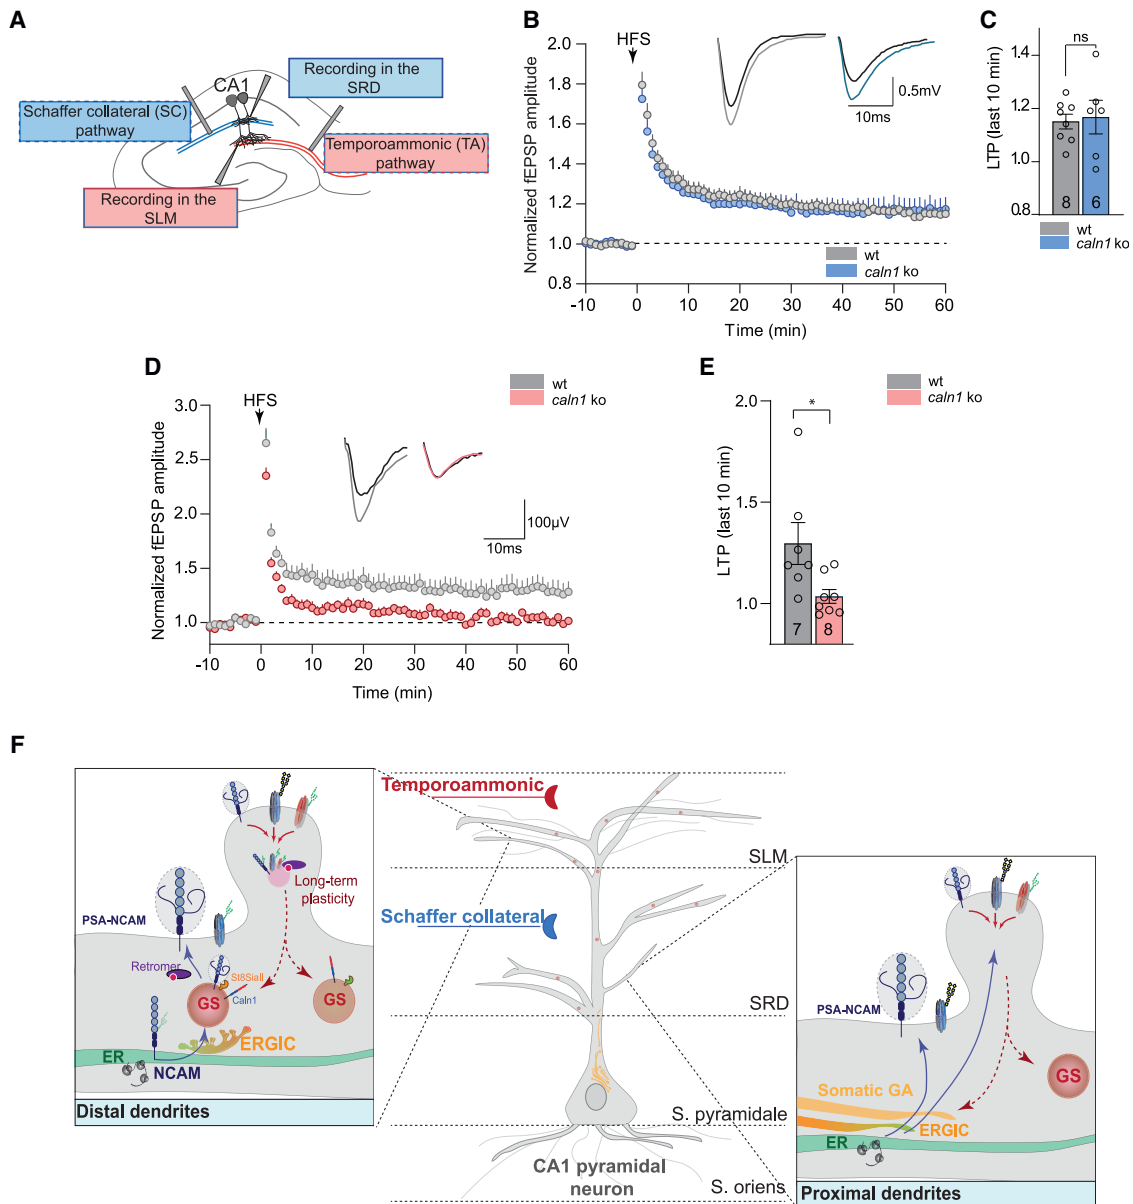 A
Recording in the
SRD
CA1
Schaffer collateral (SC)
pathway
Temporoammonic (TA)
pathway
Recording in the
SLM
B
Normalized fEPSP amplitude
2.0
1.8
1.6
1.4
1.2
1.0
0.8
HFS
0.5mV
10ms
wt
caln1 ko
-10 0 10 20 30 40 50 60
Time (min)
C
LTP (last 10 min)
1.4
1.2
1.0
0.8
ns
8 6
wt
caln1 ko
D
Normalized fEPSP amplitude
3.0
2.5
2.0
1.5
1.0
HFS
wt
caln1 ko
100µV
10ms
-10 0 10 20 30 40 50 60
Time (min)
E
wt
caln1 ko
LTP (last 10 min)
2.0
1.5
1.0
*
7 8
F
Long-term
plasticity
PSA-NCAM
Retromer
St8SiaII
Caln1
GS
GS
ERGIC
ER
NCAM
Distal dendrites
Temporoammonic
SLM
Schaffer collateral
SRD
S. pyramidale
CA1 pyramidal
neuron
S. oriens
PSA-NCAM
GS
Somatic GA
ERGIC
ER
Proximal dendrites